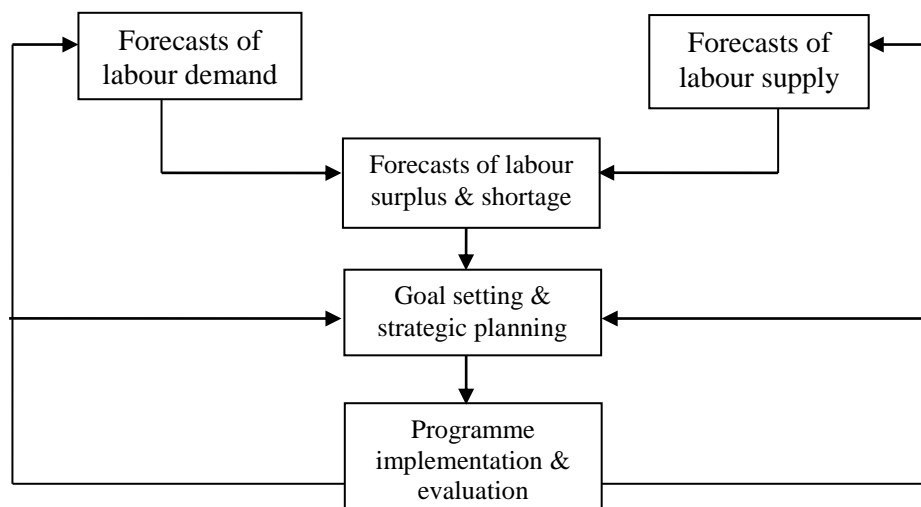 Forecasts of
labour demand
Forecasts of
labour supply
Forecasts of labour
surplus & shortage
Goal setting &
strategic planning
Programme
implementation &
evaluation